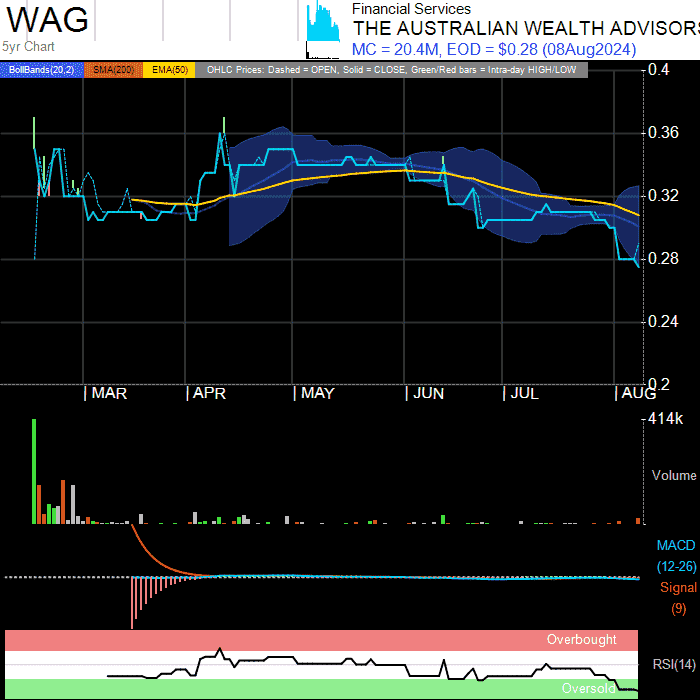 WAG
5yr Chart
Financial Services
THE AUSTRALIAN WEALTH ADVISORS
MC = 20.4M, EOD = $0.28 (08Aug2024)
BollBands(20,2) SMA(200) EMA(50) OHLC Prices: Dashed = OPEN, Solid = CLOSE, Green/Red bars = Intra-day HIGH/LOW
0.4
0.36
0.32
0.28
0.24
0.2
| MAR | APR | MAY | JUN | JUL | AUG
414k
Volume
MACD
(12-26)
Signal
(9)
Overbought
RSI(14)
Oversold